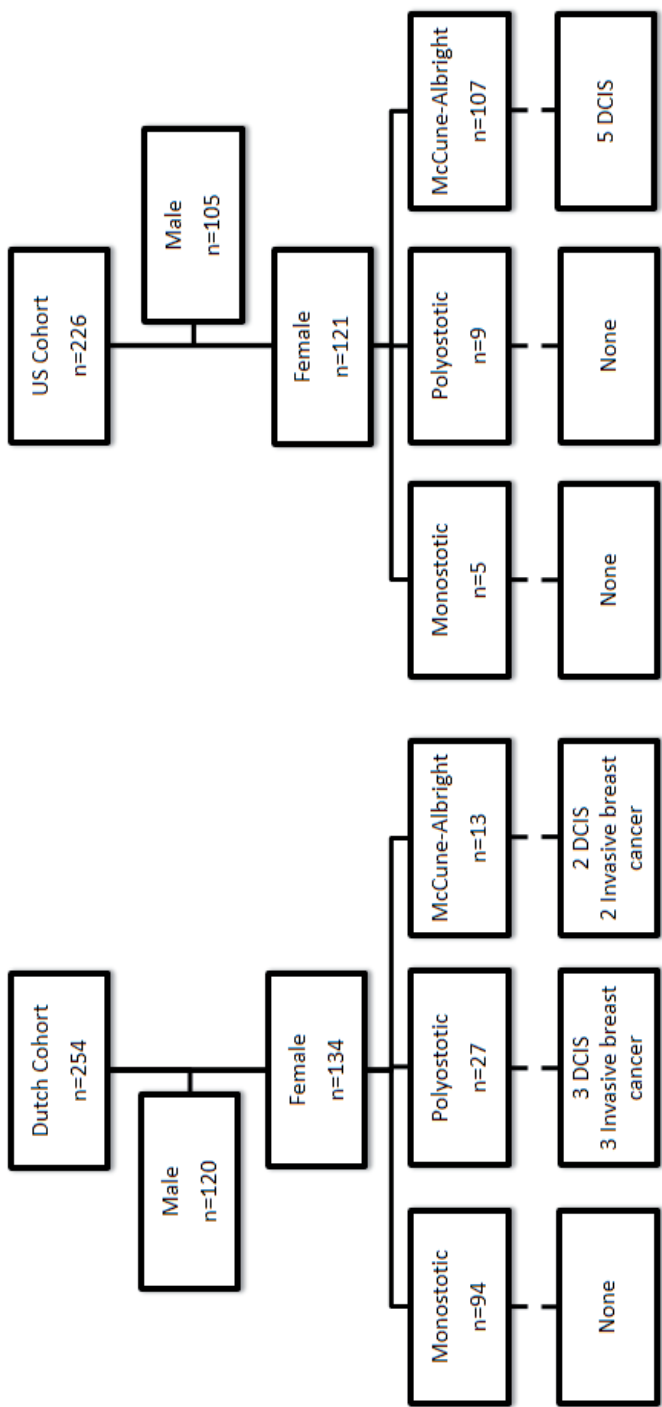 Dutch Cohort
n=254
Male
n=120
Female
n=134
Monostotic
n=94
Polyostotic
n=27
McCune-Albright
n=13
None
3 DCIS
3 Invasive breast
cancer
2 DCIS
2 Invasive breast
cancer
US Cohort
n=226
Male
n=105
Female
n=121
Monostotic
n=5
Polyostotic
n=9
McCune-Albright
n=107
None
None
5 DCIS